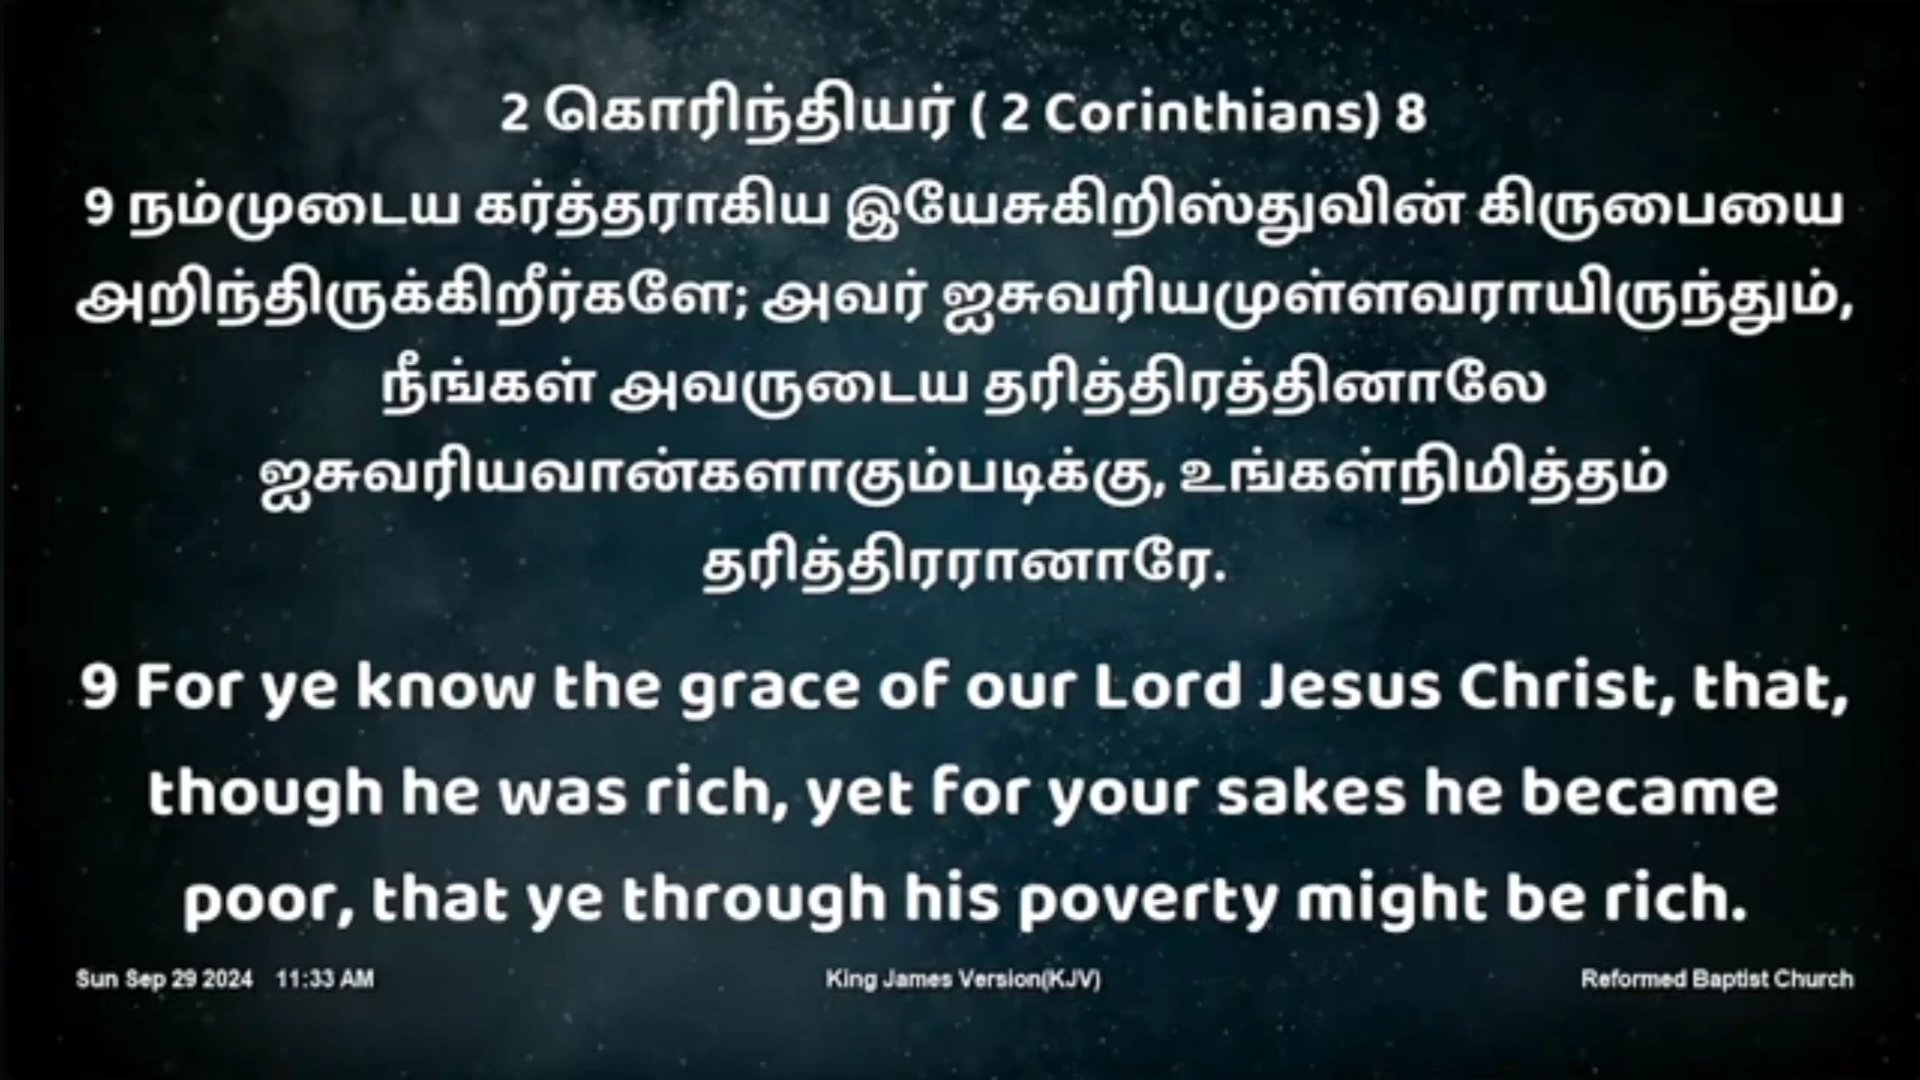 2 கொரிந்தியர் ( 2 Corinthians) 8
9 நம்முடைய கர்த்தராகிய இயேசுகிறிஸ்துவின் கிருபையை
அறிந்திருக்கிறீர்களே; அவர் ஐசுவரியமுள்ளவராயிருந்தும்,
நீங்கள் அவருடைய தரித்திரத்தினாலே
ஐசுவரியவான்களாகும்படிக்கு, உங்கள்நிமித்தம்
தரித்திரரானாரே.
9 For ye know the grace of our Lord Jesus Christ, that,
though he was rich, yet for your sakes he became
poor, that ye through his poverty might be rich.
Sun Sep 29 2024 11:33 AM King James Version(KJV) Reformed Baptist Church